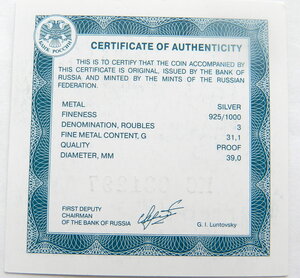 БАНК РОССИИ
CERTIFICATE OF AUTHENTICITY
THIS IS TO CERTIFY THAT THE COIN ACCOMPANIED BY
THIS CERTIFICATE IS ORIGINAL, ISSUED BY THE BANK OF
RUSSIA AND MINTED BY THE MINTS OF THE RUSSIAN
FEDERATION.
METAL SILVER
FINENESS 925/1000
DENOMINATION, ROUBLES 3
FINE METAL CONTENT, G 31,1
QUALITY PROOF
DIAMETER, MM 39,0
FIRST DEPUTY
CHAIRMAN
OF THE BANK OF RUSSIA
G. I. Luntovsky